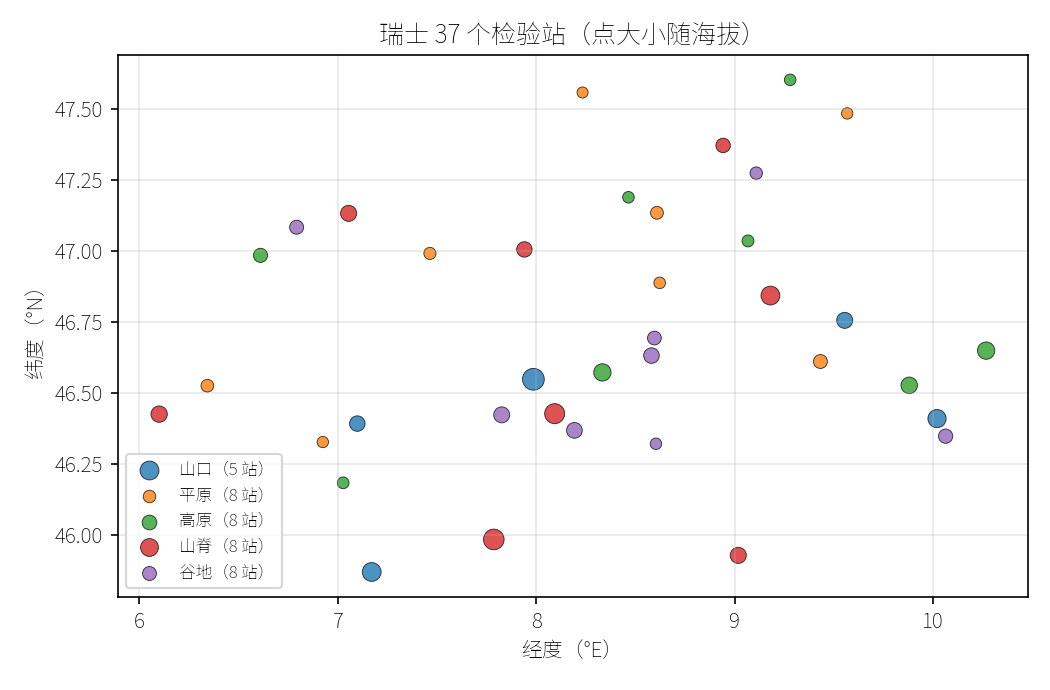 瑞士 37 个检验站（点大小随海拔）
47.50
47.25
47.00
46.75
46.50
46.25
46.00
纬度（°N）
山口（5 站）
平原（8 站）
高原（8 站）
山脊（8 站）
谷地（8 站）
6
7
8
9
10
经度（°E）